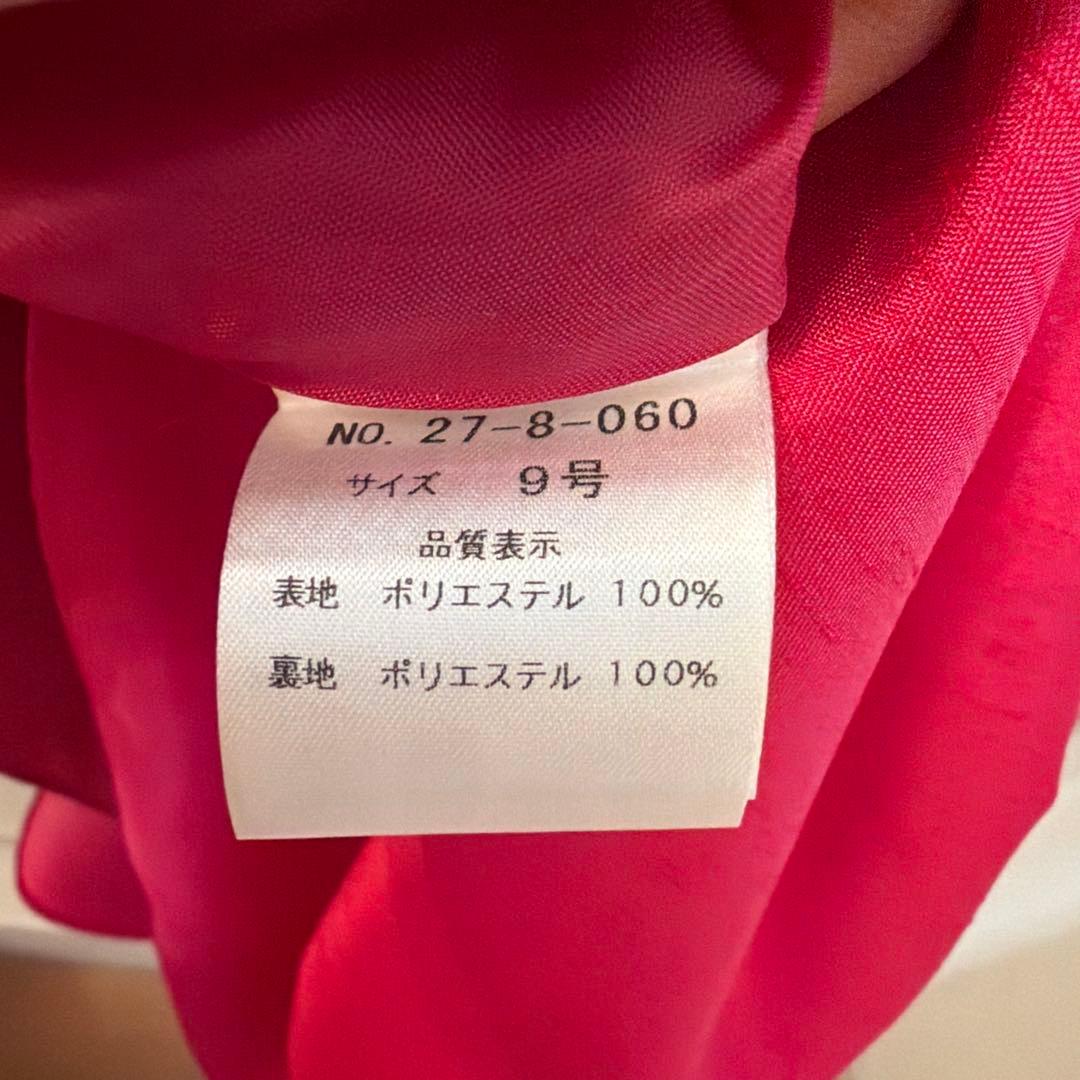 NO. 27-8-060
サイズ 9号
品質表示
表地 ポリエステル 100%
裏地 ポリエステル 100%